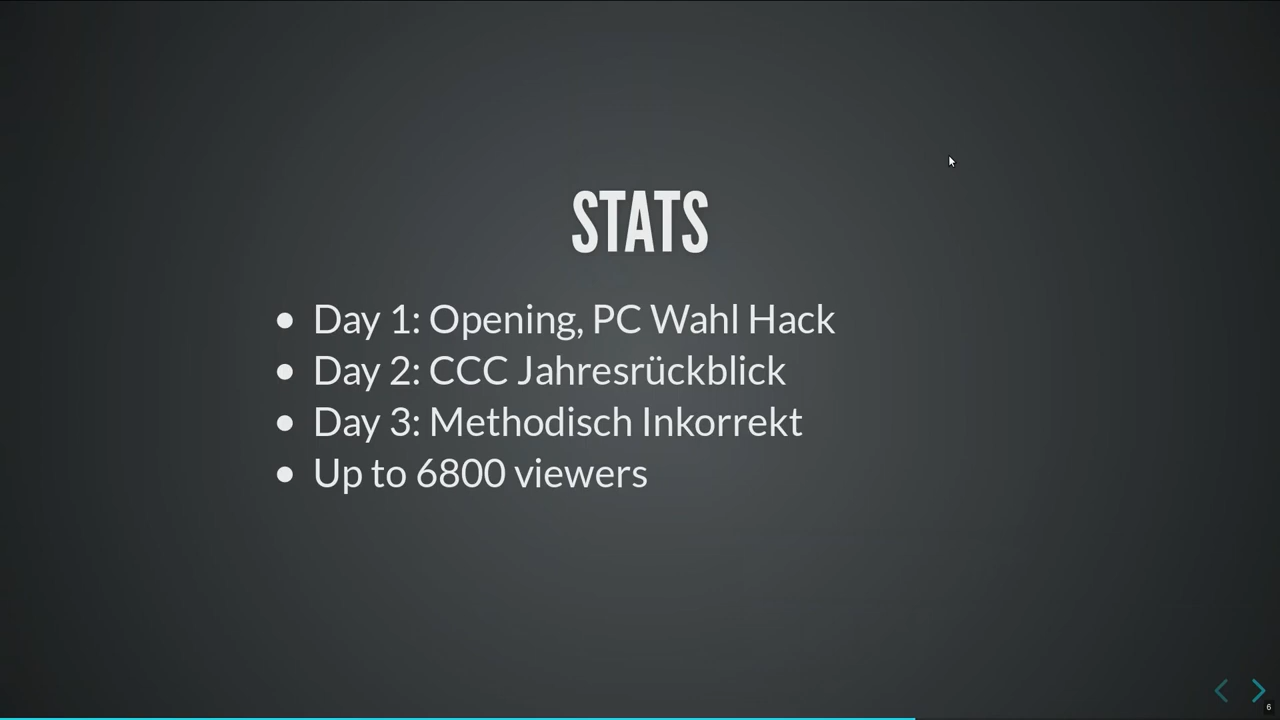 STATS
• Day 1: Opening, PC Wahl Hack
• Day 2: CCC Jahresrückblick
• Day 3: Methodisch Inkorrekt
• Up to 6800 viewers
6